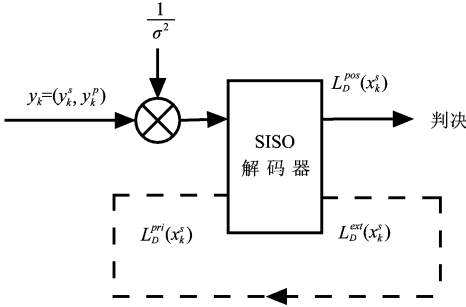 1/σ²
y_k=(y_k^s, y_k^p)
L_D^{pos}(x_k^s)
SISO
解码器
判决
L_D^{pri}(x_k^s)
L_D^{ext}(x_k^s)